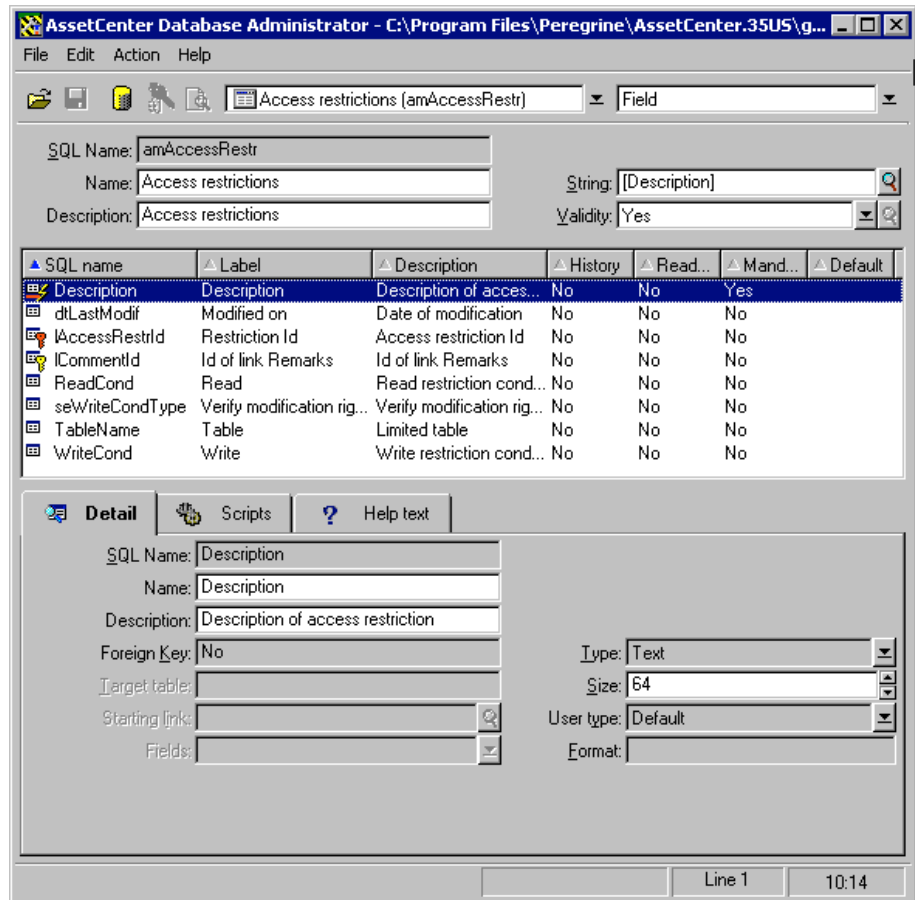 AssetCenter Database Administrator - C:\Program Files\Peregrine\AssetCenter.35US\g...
File Edit Action Help
Access restrictions (amAccessRestr) Field
SQL Name: amAccessRestr
Name: Access restrictions String: [Description]
Description: Access restrictions Validity: Yes
SQL name Label Description History Read... Mand... Default
Description Description Description of acces... No No Yes
dtLastModif Modified on Date of modification No No No
lAccessRestrId Restriction Id Access restriction Id No No No
lCommentId Id of link Remarks Id of link Remarks No No No
ReadCond Read Read restriction cond... No No No
seWriteCondType Verify modification rig... Verify modification rig... No No No
TableName Table Limited table No No No
WriteCond Write Write restriction cond... No No No
Detail Scripts ? Help text
SQL Name: Description
Name: Description
Description: Description of access restriction
Foreign Key: No Type: Text
Target table: Size: 64
Starting link: User type: Default
Fields: Format:
Line 1 10:14